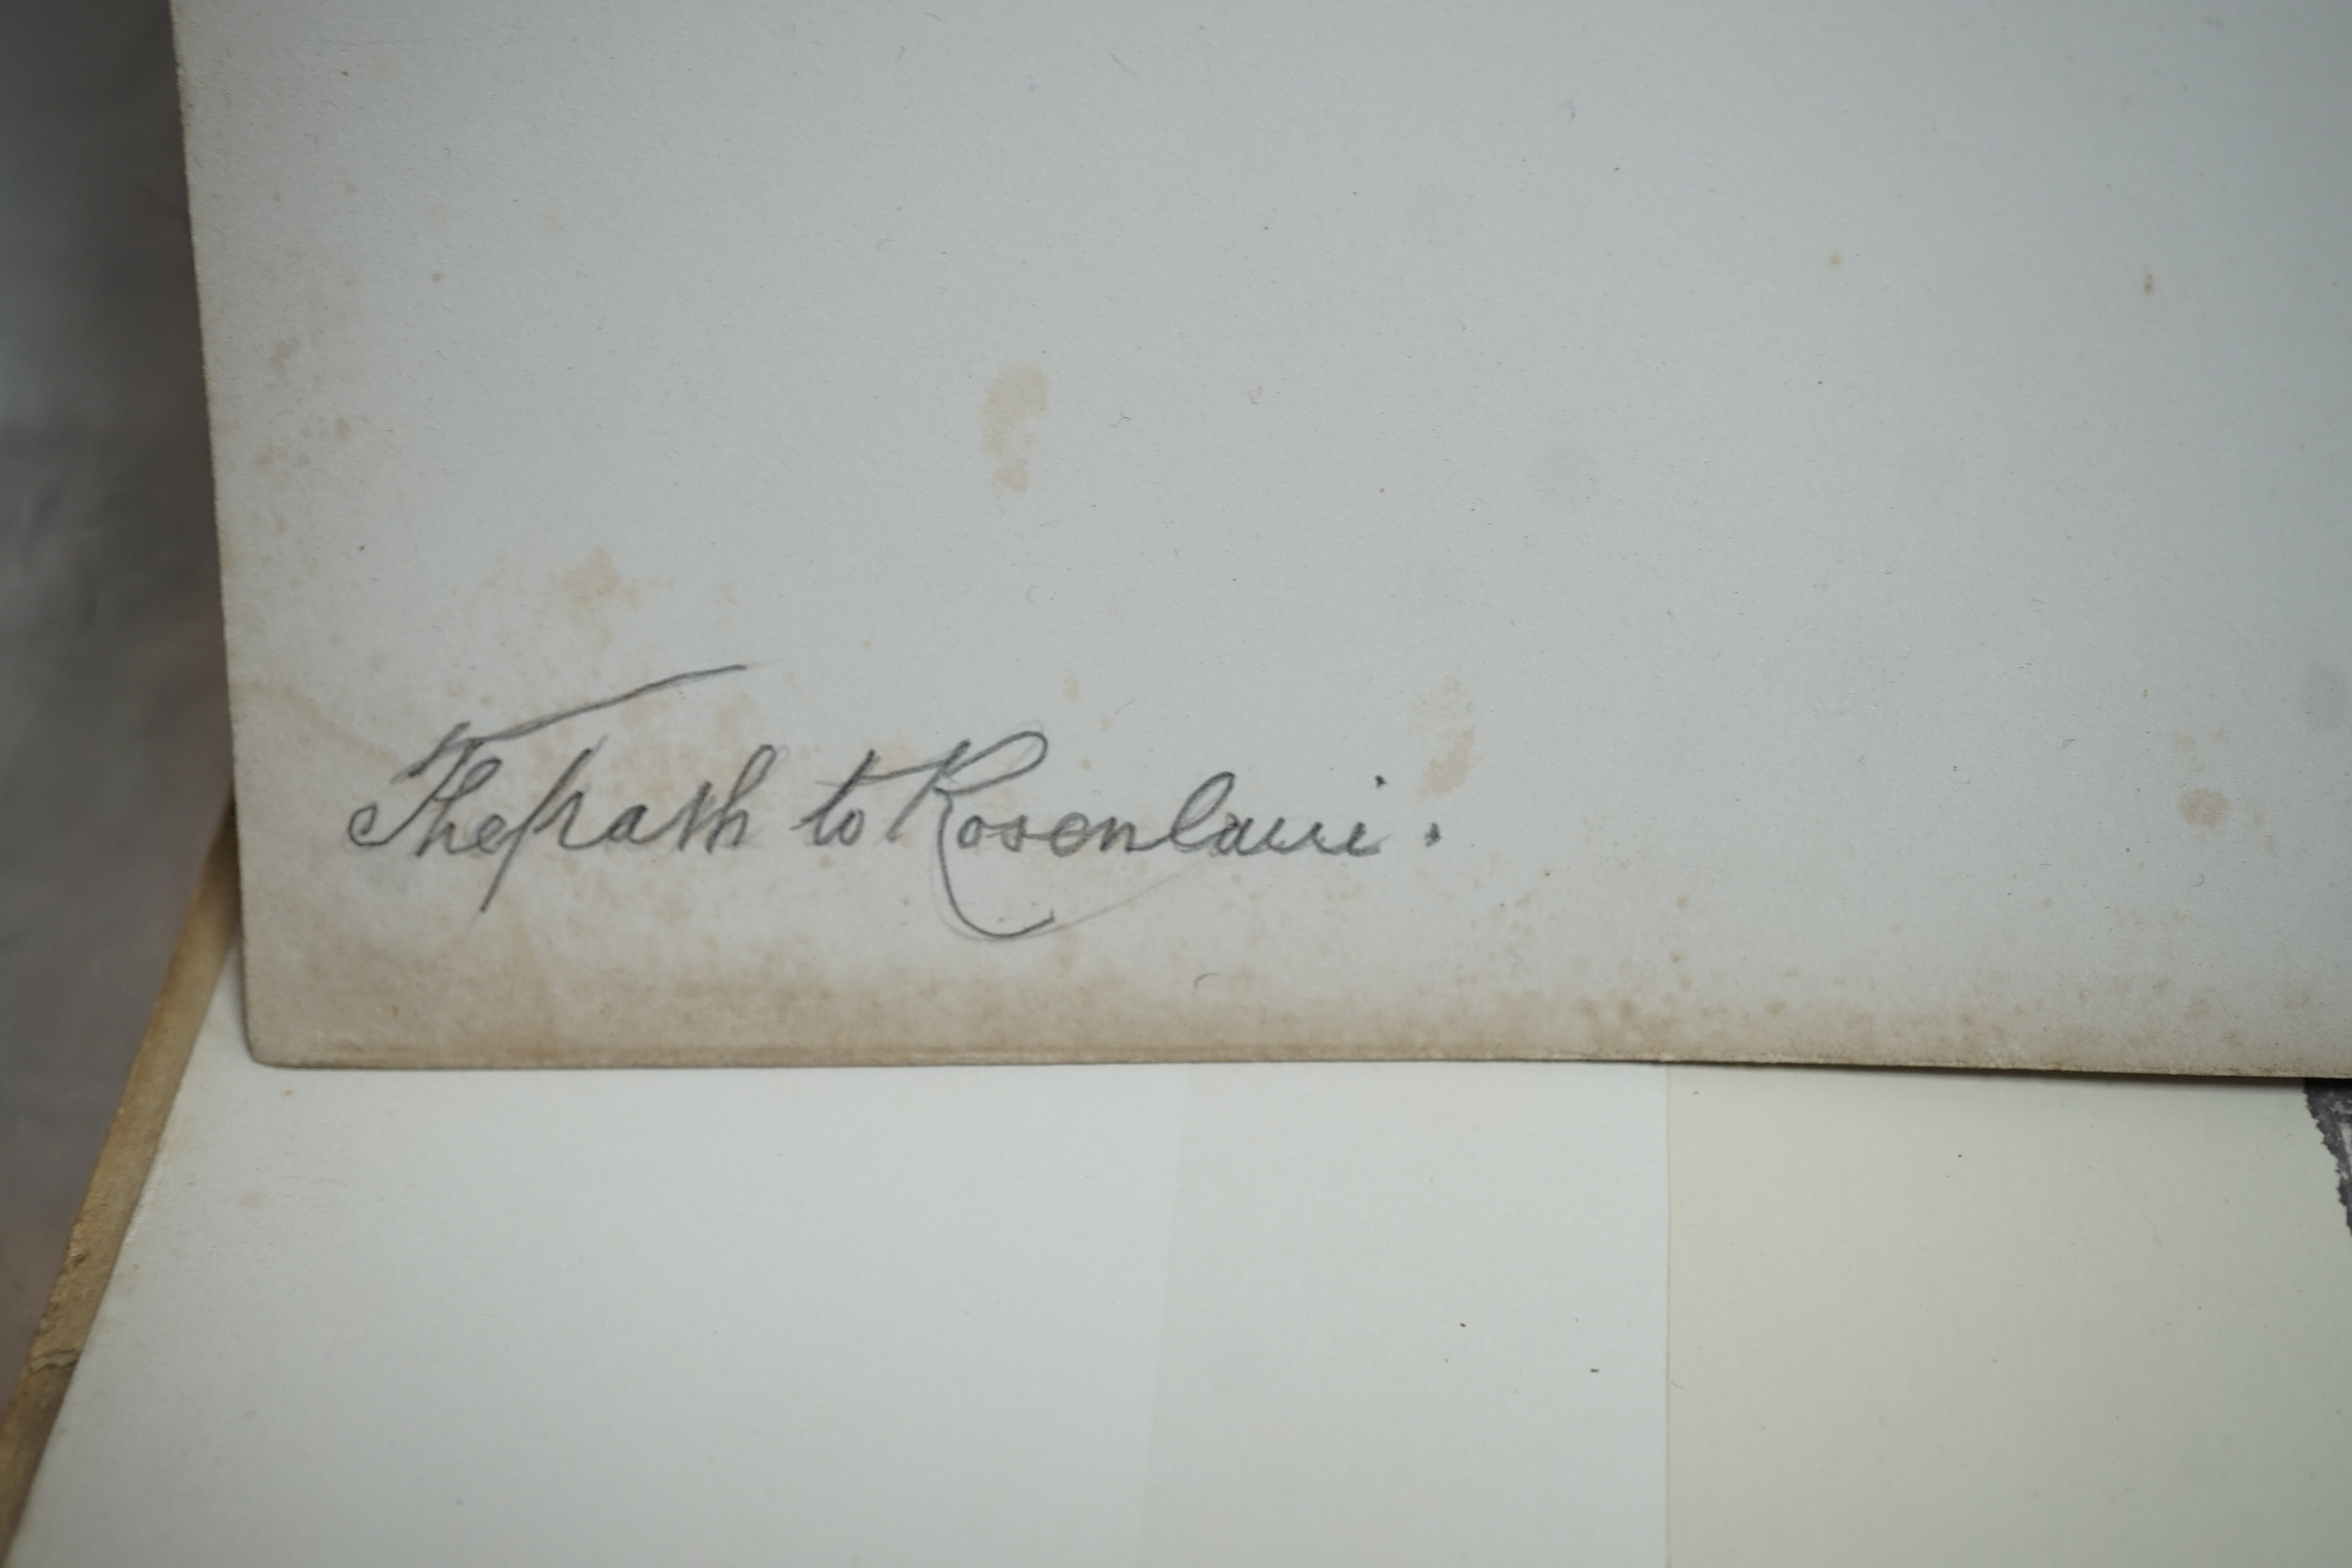 The path to Rosenlaui.